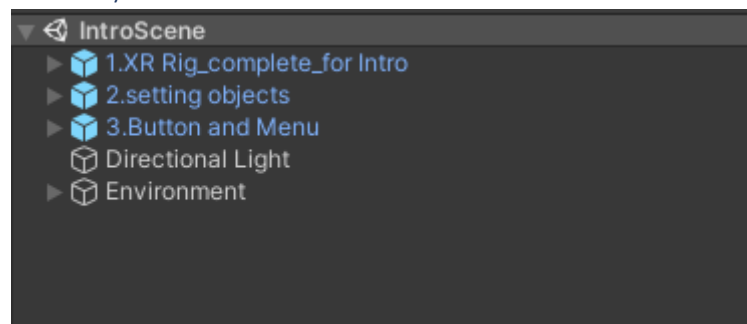 IntroScene
1.XR Rig_complete_for Intro
2.setting objects
3.Button and Menu
Directional Light
Environment